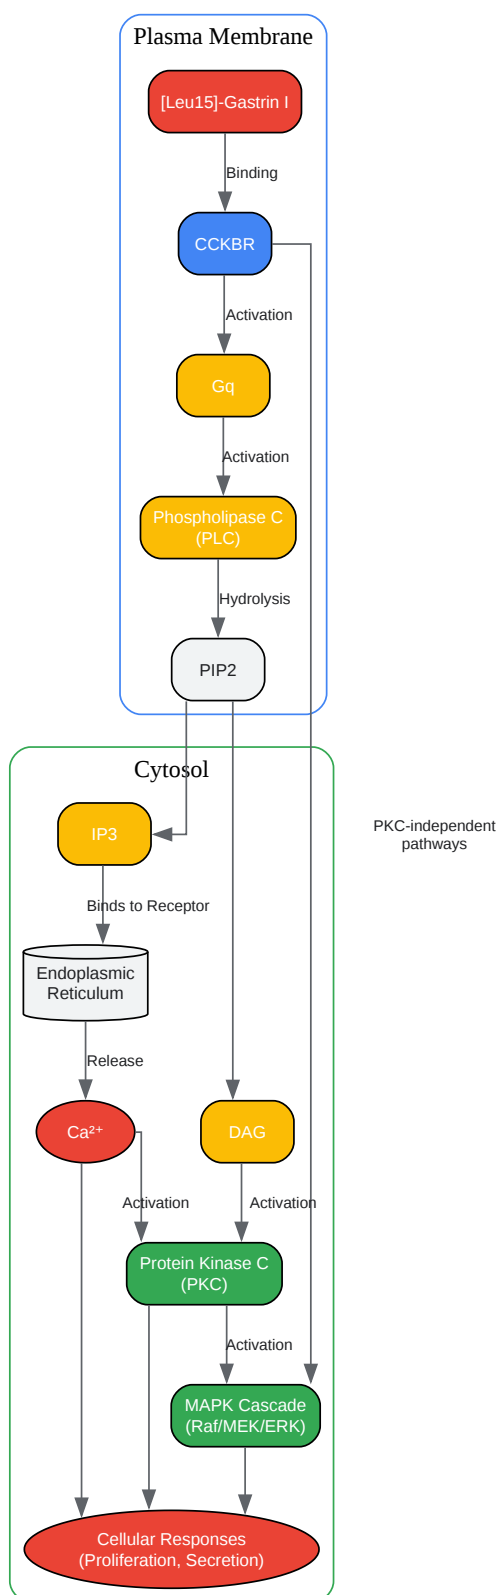 Plasma Membrane
[Leu15]-Gastrin I
Binding
CCKBR
Activation
Gq
Activation
Phospholipase C
(PLC)
Hydrolysis
PIP2
Cytosol
IP3
PKC-independent
pathways
Binds to Receptor
Endoplasmic
Reticulum
Release
Ca²⁺
DAG
Activation
Activation
Protein Kinase C
(PKC)
Activation
MAPK Cascade
(Raf/MEK/ERK)
Cellular Responses
(Proliferation, Secretion)